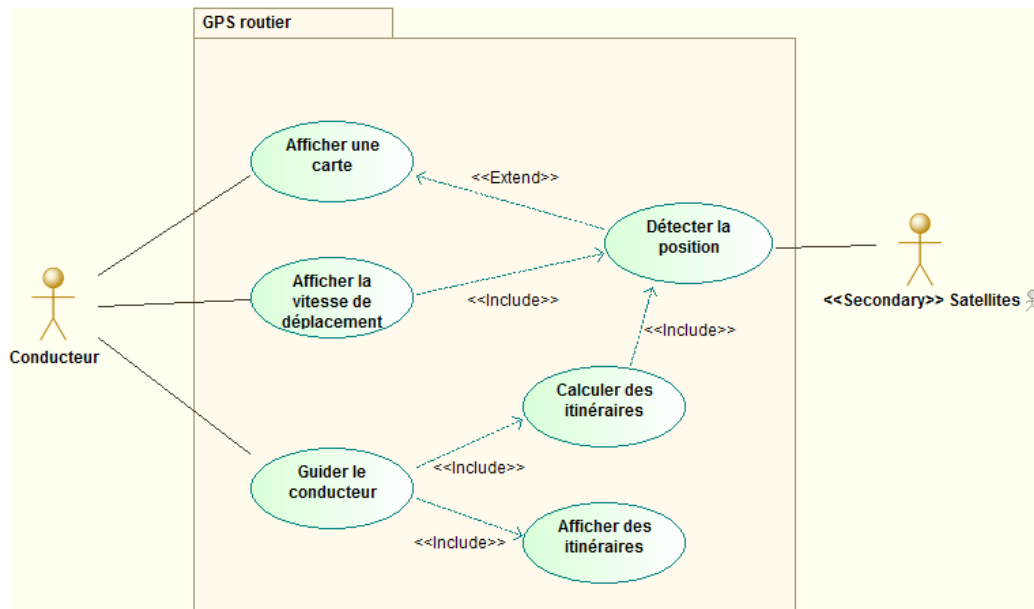 GPS routier
Afficher une
carte
<<Extend>>
Détecter la
position
<<Secondary>> Satellites
Afficher la
vitesse de
déplacement
<<Include>>
<<Include>>
Conducteur
Calculer des
itinéraires
<<Include>>
Guider le
conducteur
Afficher des
itinéraires
<<Include>>